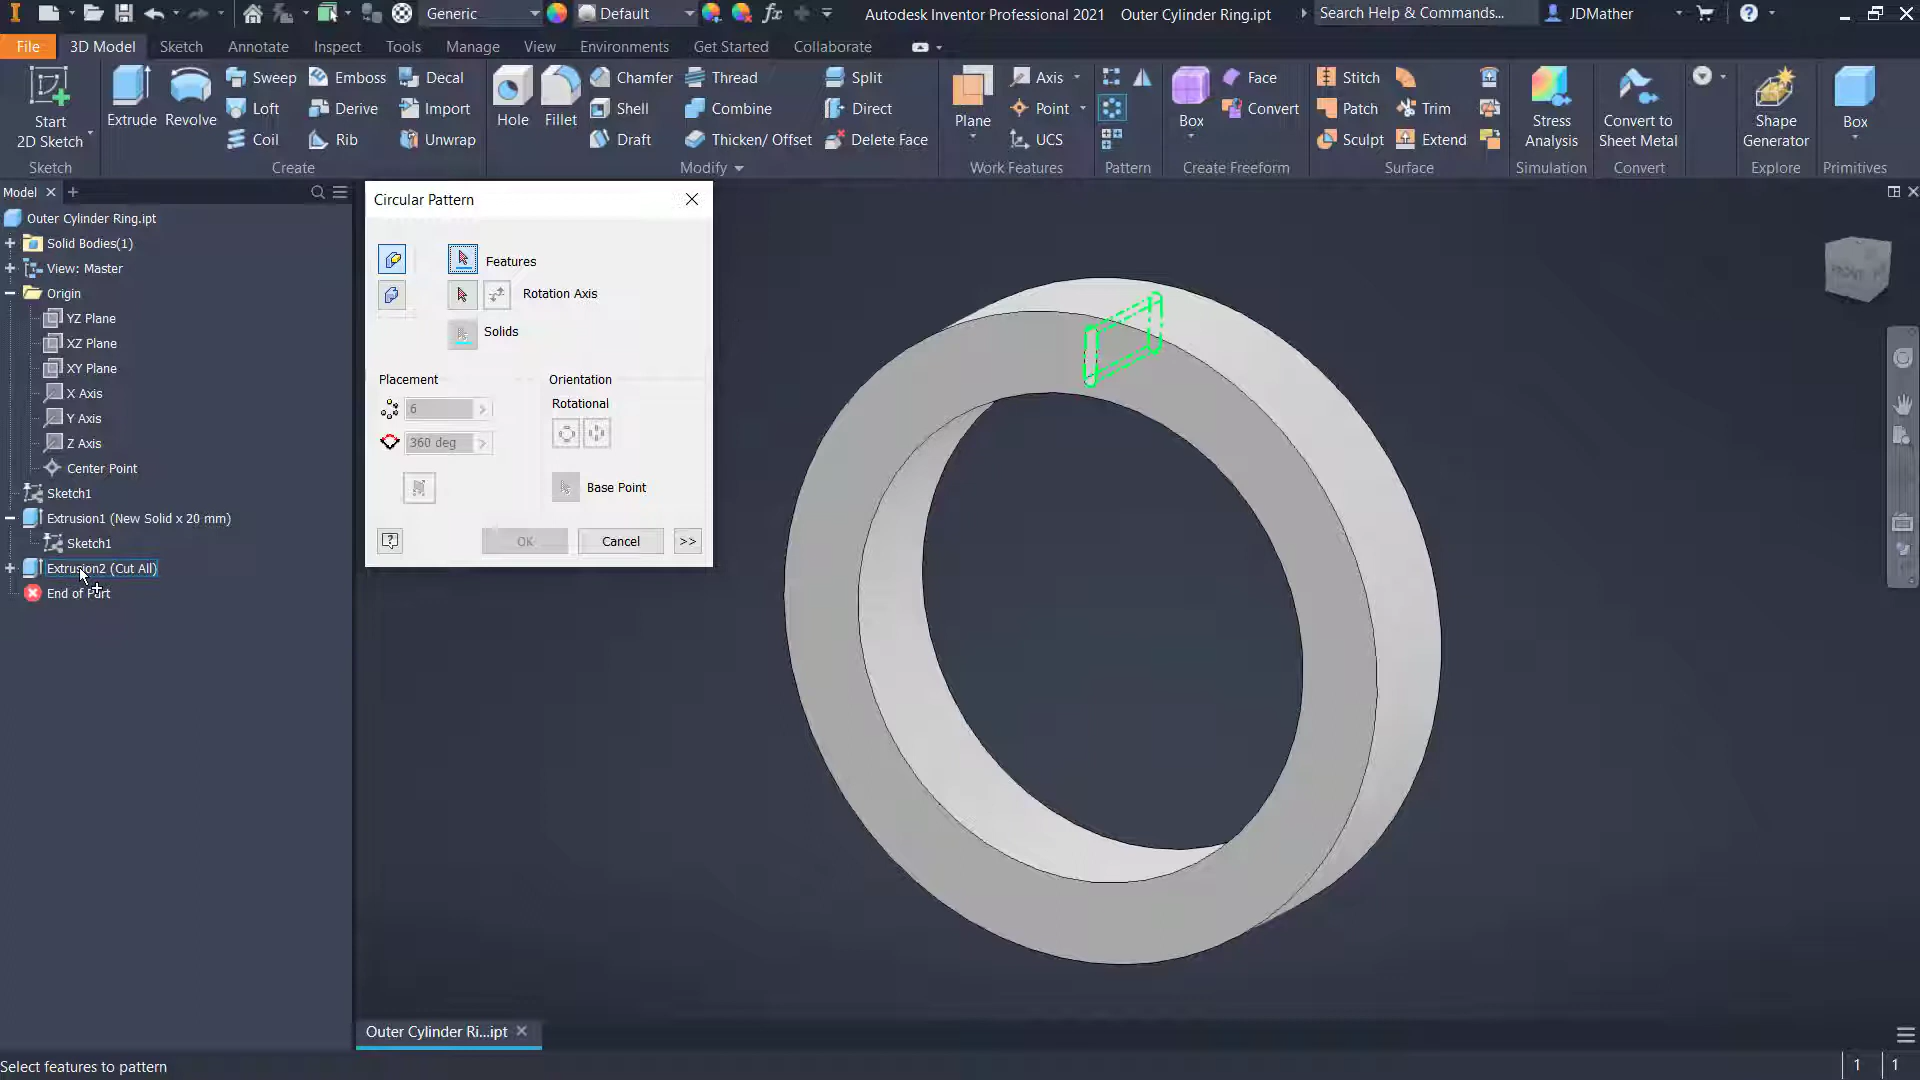 Generic
Default
fx
Autodesk Inventor Professional 2021 Outer Cylinder Ring.ipt
Search Help & Commands...
JDMather
File 3D Model Sketch Annotate Inspect Tools Manage View Environments Get Started Collaborate
Start
2D Sketch
Sketch
Extrude
Revolve
Sweep
Loft
Coil
Emboss
Derive
Rib
Decal
Import
Unwrap
Create
Hole
Fillet
Chamfer
Shell
Draft
Thread
Combine
Thicken/ Offset
Split
Direct
Delete Face
Modify
Plane
Axis
Point
UCS
Work Features
Pattern
Box
Face
Convert
Create Freeform
Stitch
Patch
Sculpt
Trim
Extend
Surface
Stress
Analysis
Simulation
Convert to
Sheet Metal
Convert
Shape
Generator
Explore
Box
Primitives
Model
Outer Cylinder Ring.ipt
Solid Bodies(1)
View: Master
Origin
YZ Plane
XZ Plane
XY Plane
X Axis
Y Axis
Z Axis
Center Point
Sketch1
Extrusion1 (New Solid x 20 mm)
Sketch1
Extrusion2 (Cut All)
End of Part
Circular Pattern
Features
Rotation Axis
Solids
Placement
6
360 deg
Orientation
Rotational
Base Point
OK
Cancel
>>
Outer Cylinder Ri...ipt
Select features to pattern
1 1